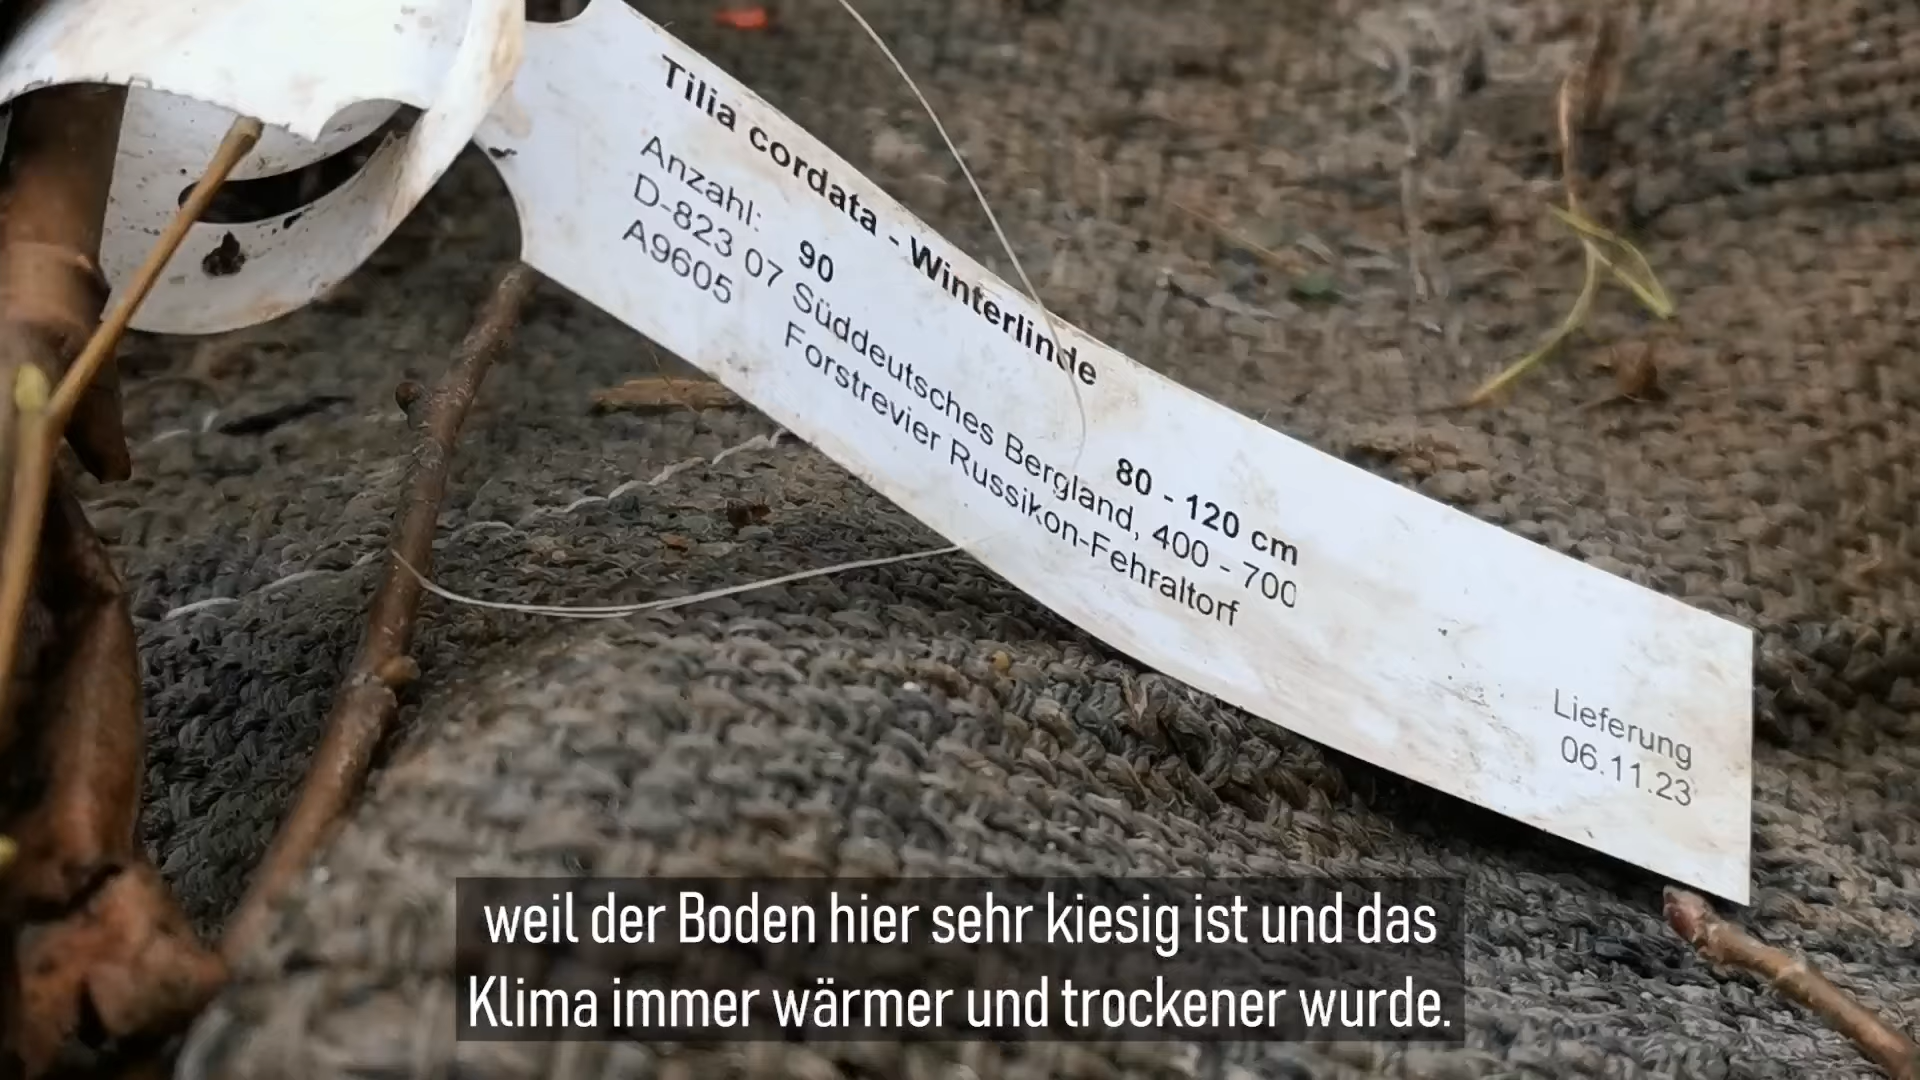 Tilia cordata - Winterlinde
Anzahl: 90 80 - 120 cm
D-823 07 Süddeutsches Bergland, 400 - 700
A9605 Forstrevier Russikon-Fehraltorf
Lieferung
06.11.23
weil der Boden hier sehr kiesig ist und das
Klima immer wärmer und trockener wurde.